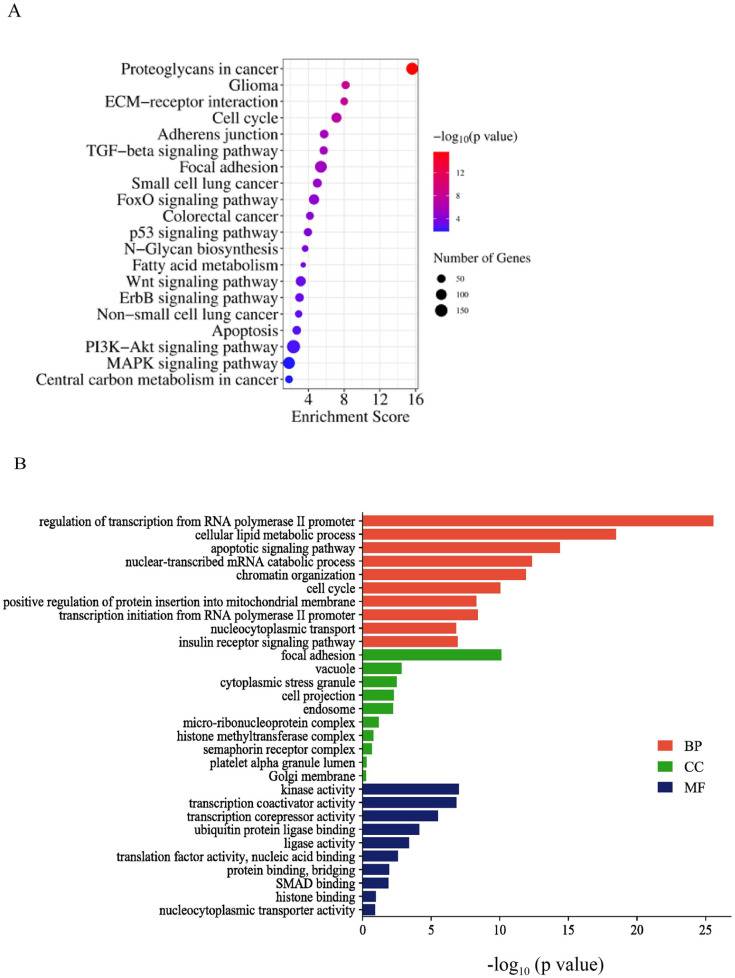 A
Proteoglycans in cancer
Glioma
ECM−receptor interaction
Cell cycle
Adherens junction
TGF−beta signaling pathway
Focal adhesion
Small cell lung cancer
FoxO signaling pathway
Colorectal cancer
p53 signaling pathway
N−Glycan biosynthesis
Fatty acid metabolism
Wnt signaling pathway
ErbB signaling pathway
Non−small cell lung cancer
Apoptosis
PI3K−Akt signaling pathway
MAPK signaling pathway
Central carbon metabolism in cancer
4 8 12 16
Enrichment Score
−log10(p value)
12
8
4
Number of Genes
50
100
150
B
regulation of transcription from RNA polymerase II promoter
cellular lipid metabolic process
apoptotic signaling pathway
nuclear-transcribed mRNA catabolic process
chromatin organization
cell cycle
positive regulation of protein insertion into mitochondrial membrane
transcription initiation from RNA polymerase II promoter
nucleocytoplasmic transport
insulin receptor signaling pathway
focal adhesion
vacuole
cytoplasmic stress granule
cell projection
endosome
micro-ribonucleoprotein complex
histone methyltransferase complex
semaphorin receptor complex
platelet alpha granule lumen
Golgi membrane
kinase activity
transcription coactivator activity
transcription corepressor activity
ubiquitin protein ligase binding
ligase activity
translation factor activity, nucleic acid binding
protein binding, bridging
SMAD binding
histone binding
nucleocytoplasmic transporter activity
BP
CC
MF
0 5 10 15 20 25
-log10 (p value)